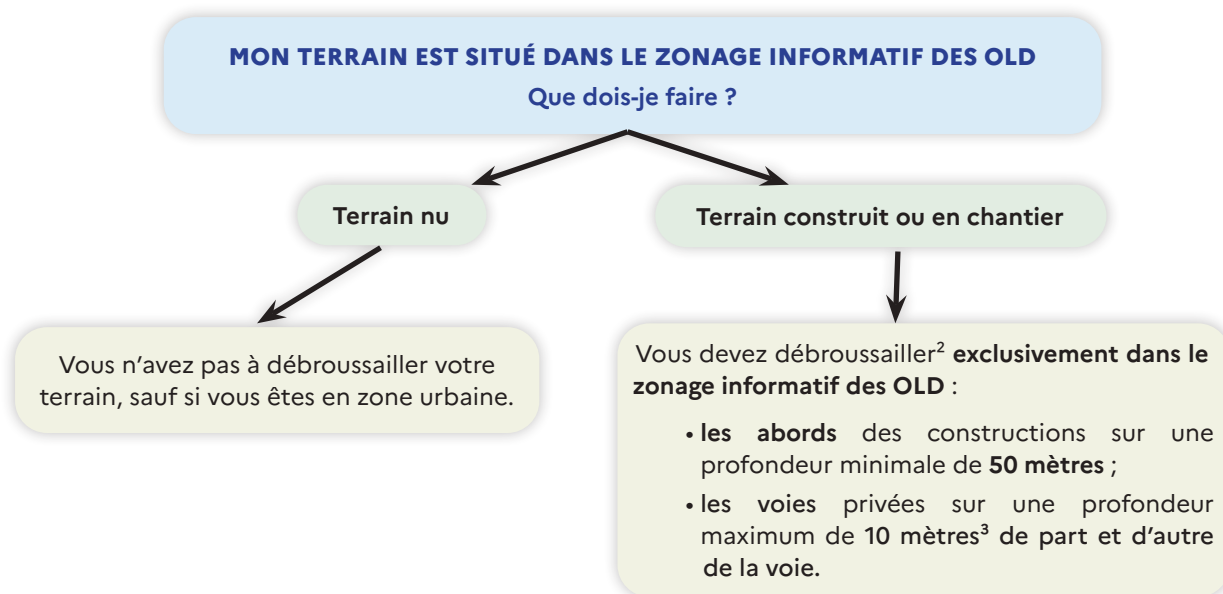 MON TERRAIN EST SITUÉ DANS LE ZONAGE INFORMATIF DES OLD
Que dois-je faire ?
Terrain nu
Terrain construit ou en chantier
Vous n'avez pas à débroussailler votre
terrain, sauf si vous êtes en zone urbaine.
Vous devez débroussailler² exclusivement dans le
zonage informatif des OLD :
• les abords des constructions sur une
profondeur minimale de 50 mètres ;
• les voies privées sur une profondeur
maximum de 10 mètres³ de part et d'autre
de la voie.